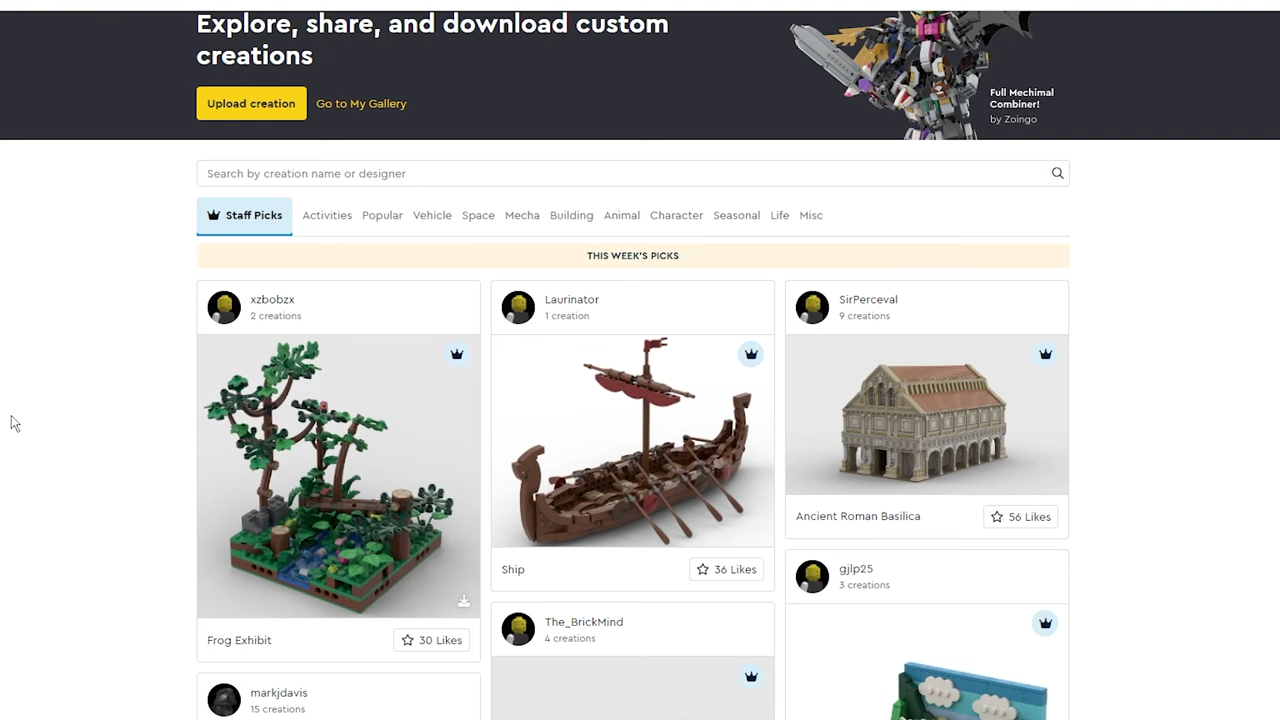 Explore, share, and download custom
creations
Upload creation
Go to My Gallery
Full Mechimal
Combiner!
by Zoingo
Search by creation name or designer
Staff Picks
Activities
Popular
Vehicle
Space
Mecha
Building
Animal
Character
Seasonal
Life
Misc
THIS WEEK'S PICKS
xzbobzx
2 creations
Frog Exhibit
30 Likes
markjdavis
15 creations
Laurinator
1 creation
Ship
36 Likes
The_BrickMind
4 creations
SirPerceval
9 creations
Ancient Roman Basilica
56 Likes
gjlp25
3 creations